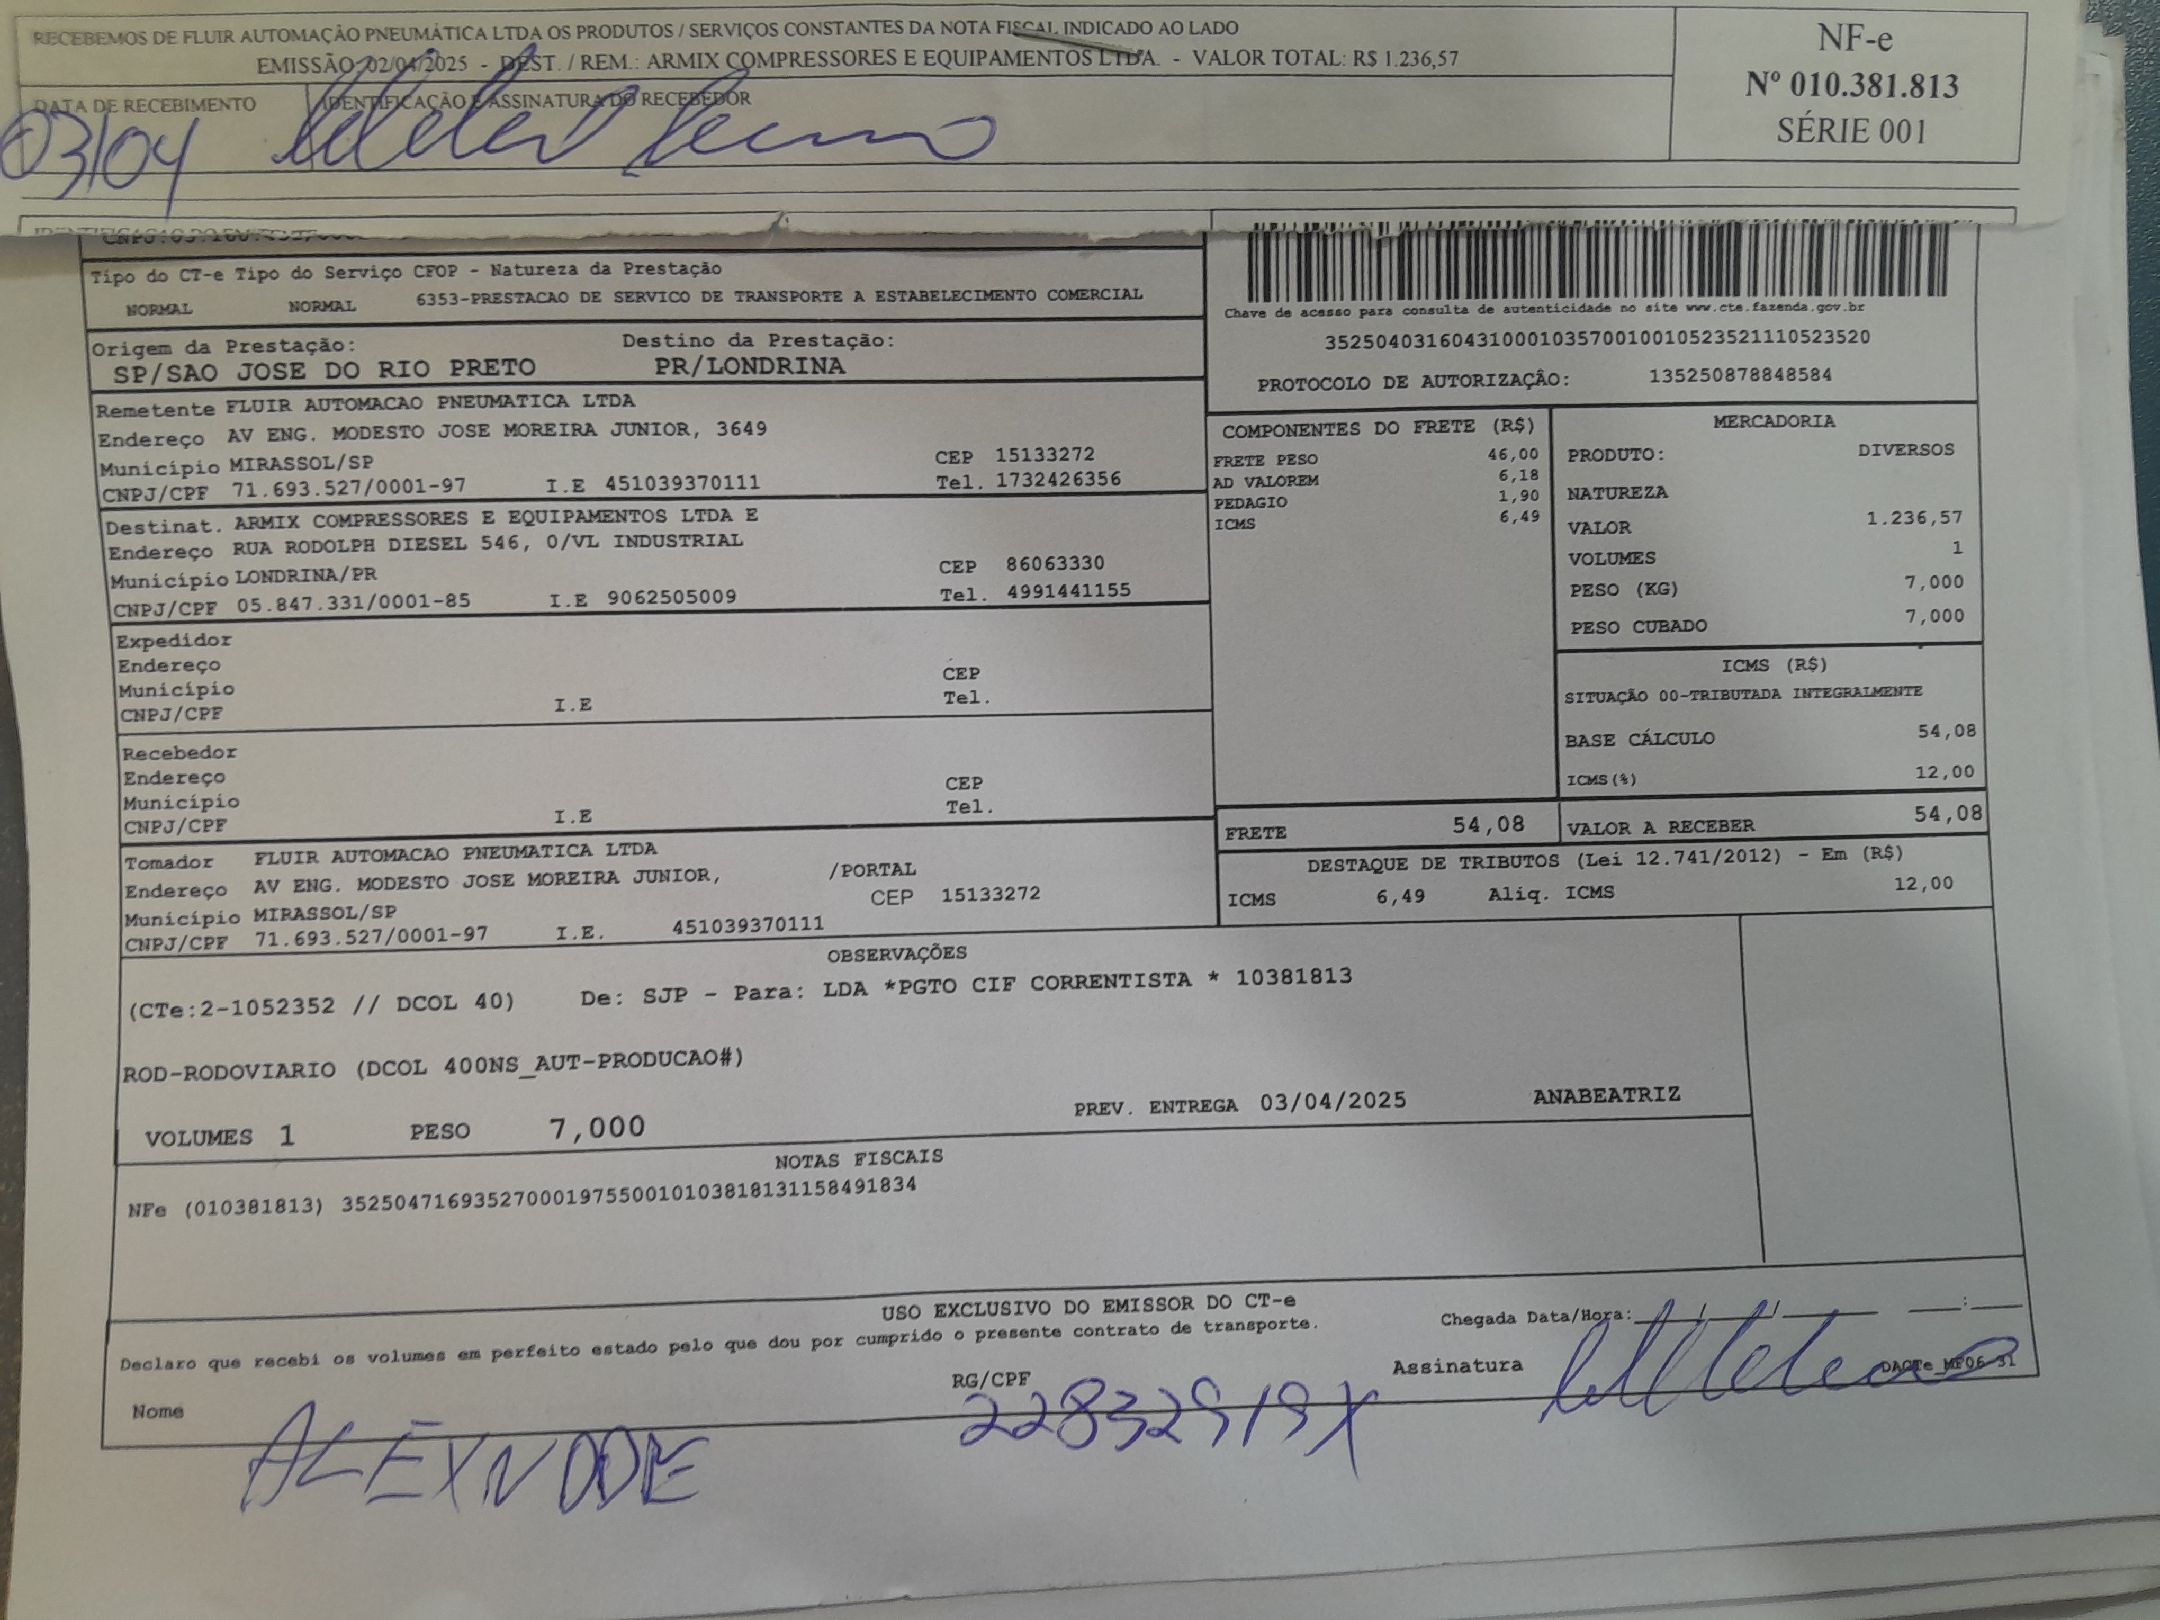 RECEBEMOS DE FLUIR AUTOMAÇÃO PNEUMÁTICA LTDA OS PRODUTOS / SERVIÇOS CONSTANTES DA NOTA FISCAL INDICADO AO LADO
EMISSÃO: 02/04/2025 - DEST. / REM.: ARMIX COMPRESSORES E EQUIPAMENTOS LTDA. - VALOR TOTAL: R$ 1.236,57
DATA DE RECEBIMENTO IDENTIFICAÇÃO E ASSINATURA DO RECEBEDOR
03/04
NF-e
Nº 010.381.813
SÉRIE 001
Tipo do CT-e Tipo do Serviço CFOP - Natureza da Prestação
NORMAL NORMAL 6353-PRESTACAO DE SERVICO DE TRANSPORTE A ESTABELECIMENTO COMERCIAL
Origem da Prestação: Destino da Prestação:
SP/SAO JOSE DO RIO PRETO PR/LONDRINA
Chave de acesso para consulta de autenticidade no site www.cte.fazenda.gov.br
35250403160431000103570010010523521110523520
PROTOCOLO DE AUTORIZAÇÂO: 135250878848584
Remetente FLUIR AUTOMACAO PNEUMATICA LTDA
Endereço AV ENG. MODESTO JOSE MOREIRA JUNIOR, 3649
Município MIRASSOL/SP CEP 15133272
CNPJ/CPF 71.693.527/0001-97 I.E 451039370111 Tel. 1732426356
Destinat. ARMIX COMPRESSORES E EQUIPAMENTOS LTDA E
Endereço RUA RODOLPH DIESEL 546, 0/VL INDUSTRIAL
Município LONDRINA/PR CEP 86063330
CNPJ/CPF 05.847.331/0001-85 I.E 9062505009 Tel. 4991441155
Expedidor
Endereço
Município CEP
CNPJ/CPF I.E Tel.
Recebedor
Endereço
Município CEP
CNPJ/CPF I.E Tel.
Tomador FLUIR AUTOMACAO PNEUMATICA LTDA
Endereço AV ENG. MODESTO JOSE MOREIRA JUNIOR, /PORTAL
Município MIRASSOL/SP CEP 15133272
CNPJ/CPF 71.693.527/0001-97 I.E. 451039370111
COMPONENTES DO FRETE (R$)
FRETE PESO 46,00
AD VALOREM 6,18
PEDAGIO 1,90
ICMS 6,49
MERCADORIA
PRODUTO: DIVERSOS
NATUREZA
VALOR 1.236,57
VOLUMES 1
PESO (KG) 7,000
PESO CUBADO 7,000
ICMS (R$)
SITUAÇÃO 00-TRIBUTADA INTEGRALMENTE
BASE CÁLCULO 54,08
ICMS(%) 12,00
FRETE 54,08 VALOR A RECEBER 54,08
DESTAQUE DE TRIBUTOS (Lei 12.741/2012) - Em (R$)
ICMS 6,49 Aliq. ICMS 12,00
OBSERVAÇÕES
(CTe:2-1052352 // DCOL 40) De: SJP - Para: LDA *PGTO CIF CORRENTISTA * 10381813
ROD-RODOVIARIO (DCOL 400NS_AUT-PRODUCAO#)
VOLUMES 1 PESO 7,000 PREV. ENTREGA 03/04/2025 ANABEATRIZ
NOTAS FISCAIS
NFe (010381813) 35250471693527000197550010103818131158491834
USO EXCLUSIVO DO EMISSOR DO CT-e
Declaro que recebi os volumes em perfeito estado pelo que dou por cumprido o presente contrato de transporte.
Chegada Data/Hora: / / :
Nome RG/CPF Assinatura
22832919X